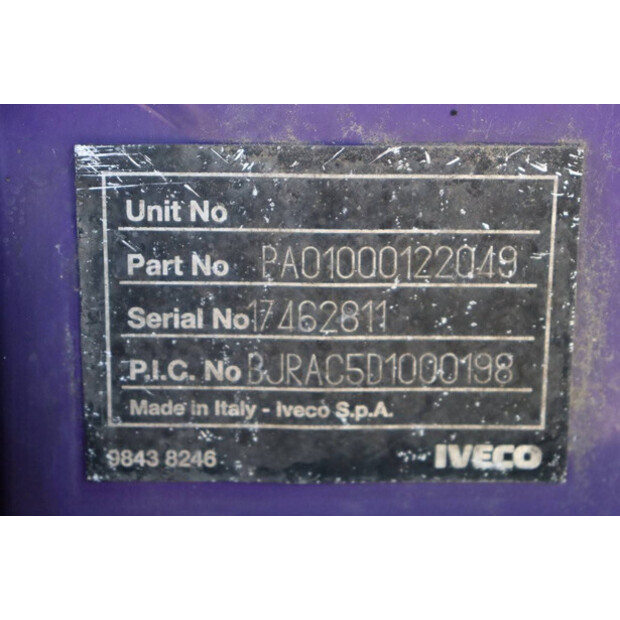 Unit No
Part No PA01000122049
Serial No 17462811
P.I.C. No BJRAC5D1000198
Made in Italy - Iveco S.p.A.
9843 8246 IVECO